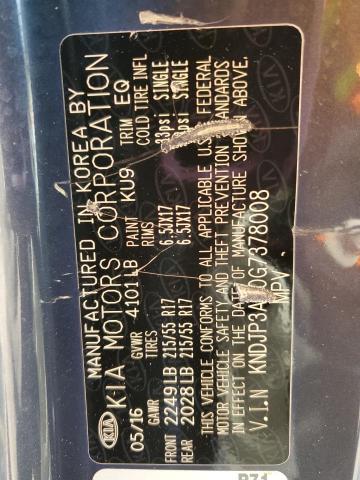 MANUFACTURED IN KOREA BY
KIA KIA MOTORS CORPORATION
05/16 GVWR 4101LB PAINT KU9 TRIM EQ
GAWR TIRES RIMS COLD TIRE INFL
FRONT 2249LB 215/55 R17 6.5JX17 SINGLE
REAR 2028LB 215/55 R17 6.5JX17 SINGLE
THIS VEHICLE CONFORMS TO ALL APPLICABLE U.S. FEDERAL
MOTOR VEHICLE SAFETY AND THEFT PREVENTION STANDARDS
IN EFFECT ON THE DATE OF MANUFACTURE SHOWN ABOVE.
V.I.N
MPV